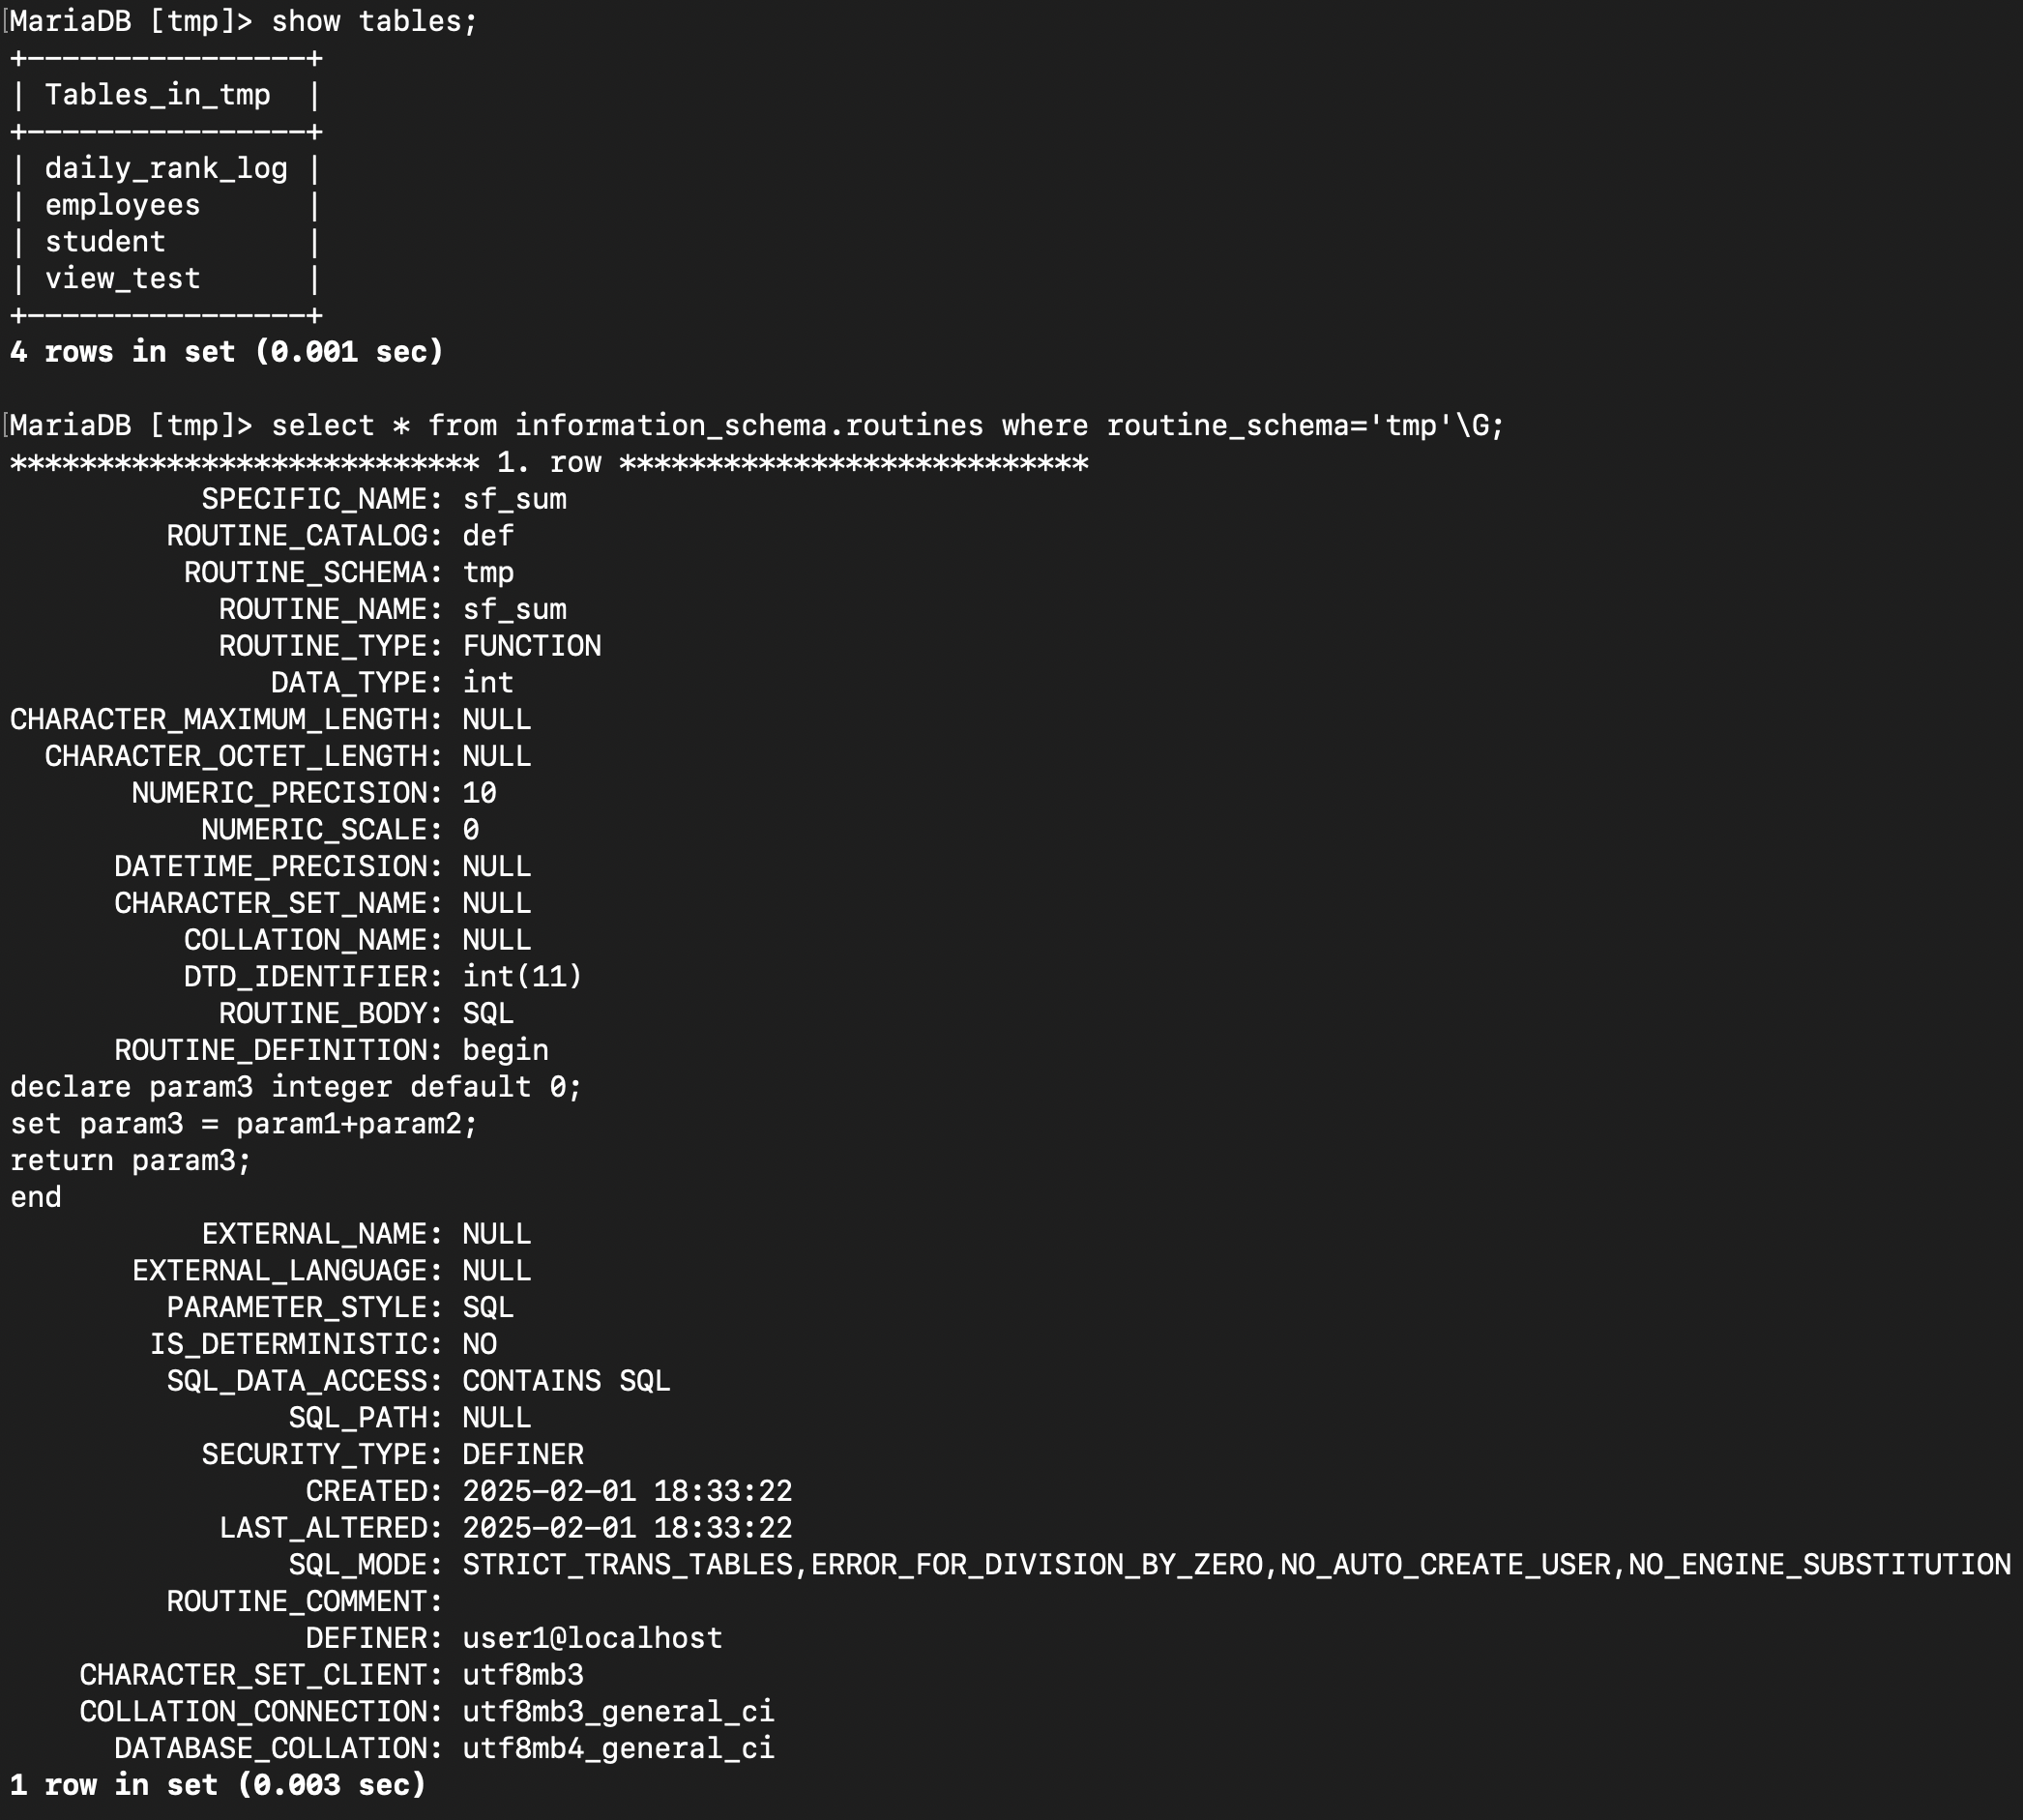 MariaDB [tmp]> show tables;
+----------------+
| Tables_in_tmp  |
+----------------+
| daily_rank_log |
| employees      |
| student        |
| view_test      |
+----------------+
4 rows in set (0.001 sec)
MariaDB [tmp]> select * from information_schema.routines where routine_schema='tmp'\G;
*************************** 1. row ***************************
           SPECIFIC_NAME: sf_sum
         ROUTINE_CATALOG: def
          ROUTINE_SCHEMA: tmp
            ROUTINE_NAME: sf_sum
            ROUTINE_TYPE: FUNCTION
               DATA_TYPE: int
CHARACTER_MAXIMUM_LENGTH: NULL
  CHARACTER_OCTET_LENGTH: NULL
       NUMERIC_PRECISION: 10
           NUMERIC_SCALE: 0
      DATETIME_PRECISION: NULL
      CHARACTER_SET_NAME: NULL
          COLLATION_NAME: NULL
          DTD_IDENTIFIER: int(11)
            ROUTINE_BODY: SQL
      ROUTINE_DEFINITION: begin
declare param3 integer default 0;
set param3 = param1+param2;
return param3;
end
           EXTERNAL_NAME: NULL
       EXTERNAL_LANGUAGE: NULL
         PARAMETER_STYLE: SQL
        IS_DETERMINISTIC: NO
         SQL_DATA_ACCESS: CONTAINS SQL
                SQL_PATH: NULL
           SECURITY_TYPE: DEFINER
                 CREATED: 2025-02-01 18:33:22
            LAST_ALTERED: 2025-02-01 18:33:22
                SQL_MODE: STRICT_TRANS_TABLES,ERROR_FOR_DIVISION_BY_ZERO,NO_AUTO_CREATE_USER,NO_ENGINE_SUBSTITUTION
         ROUTINE_COMMENT:
                 DEFINER: user1@localhost
    CHARACTER_SET_CLIENT: utf8mb3
    COLLATION_CONNECTION: utf8mb3_general_ci
      DATABASE_COLLATION: utf8mb4_general_ci
1 row in set (0.003 sec)